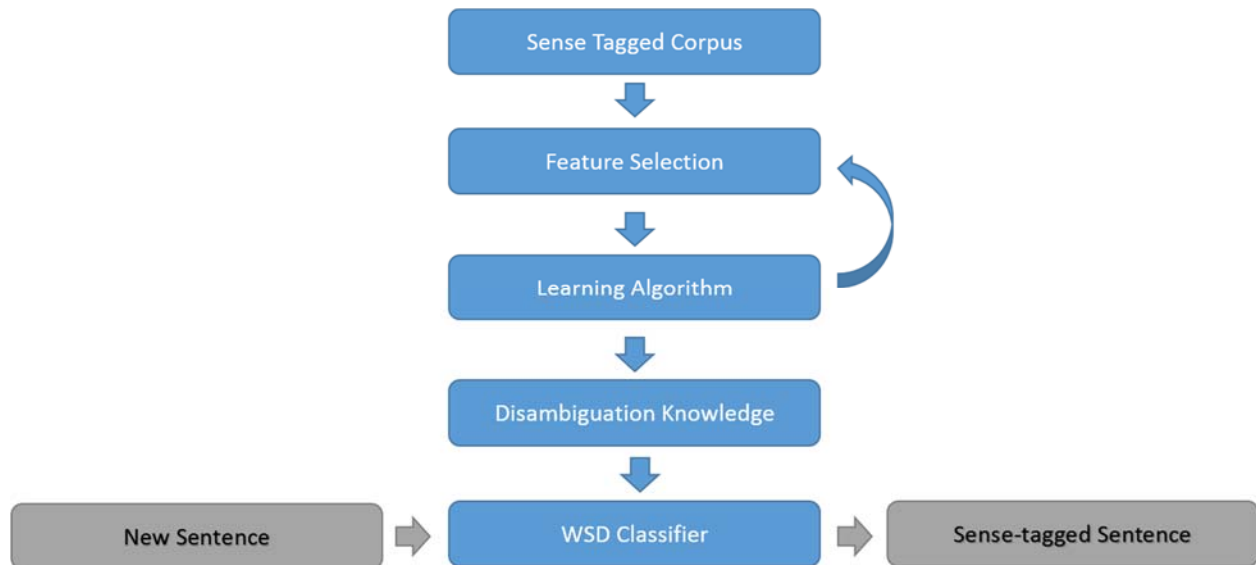 Sense Tagged Corpus
Feature Selection
Learning Algorithm
Disambiguation Knowledge
New Sentence
WSD Classifier
Sense-tagged Sentence